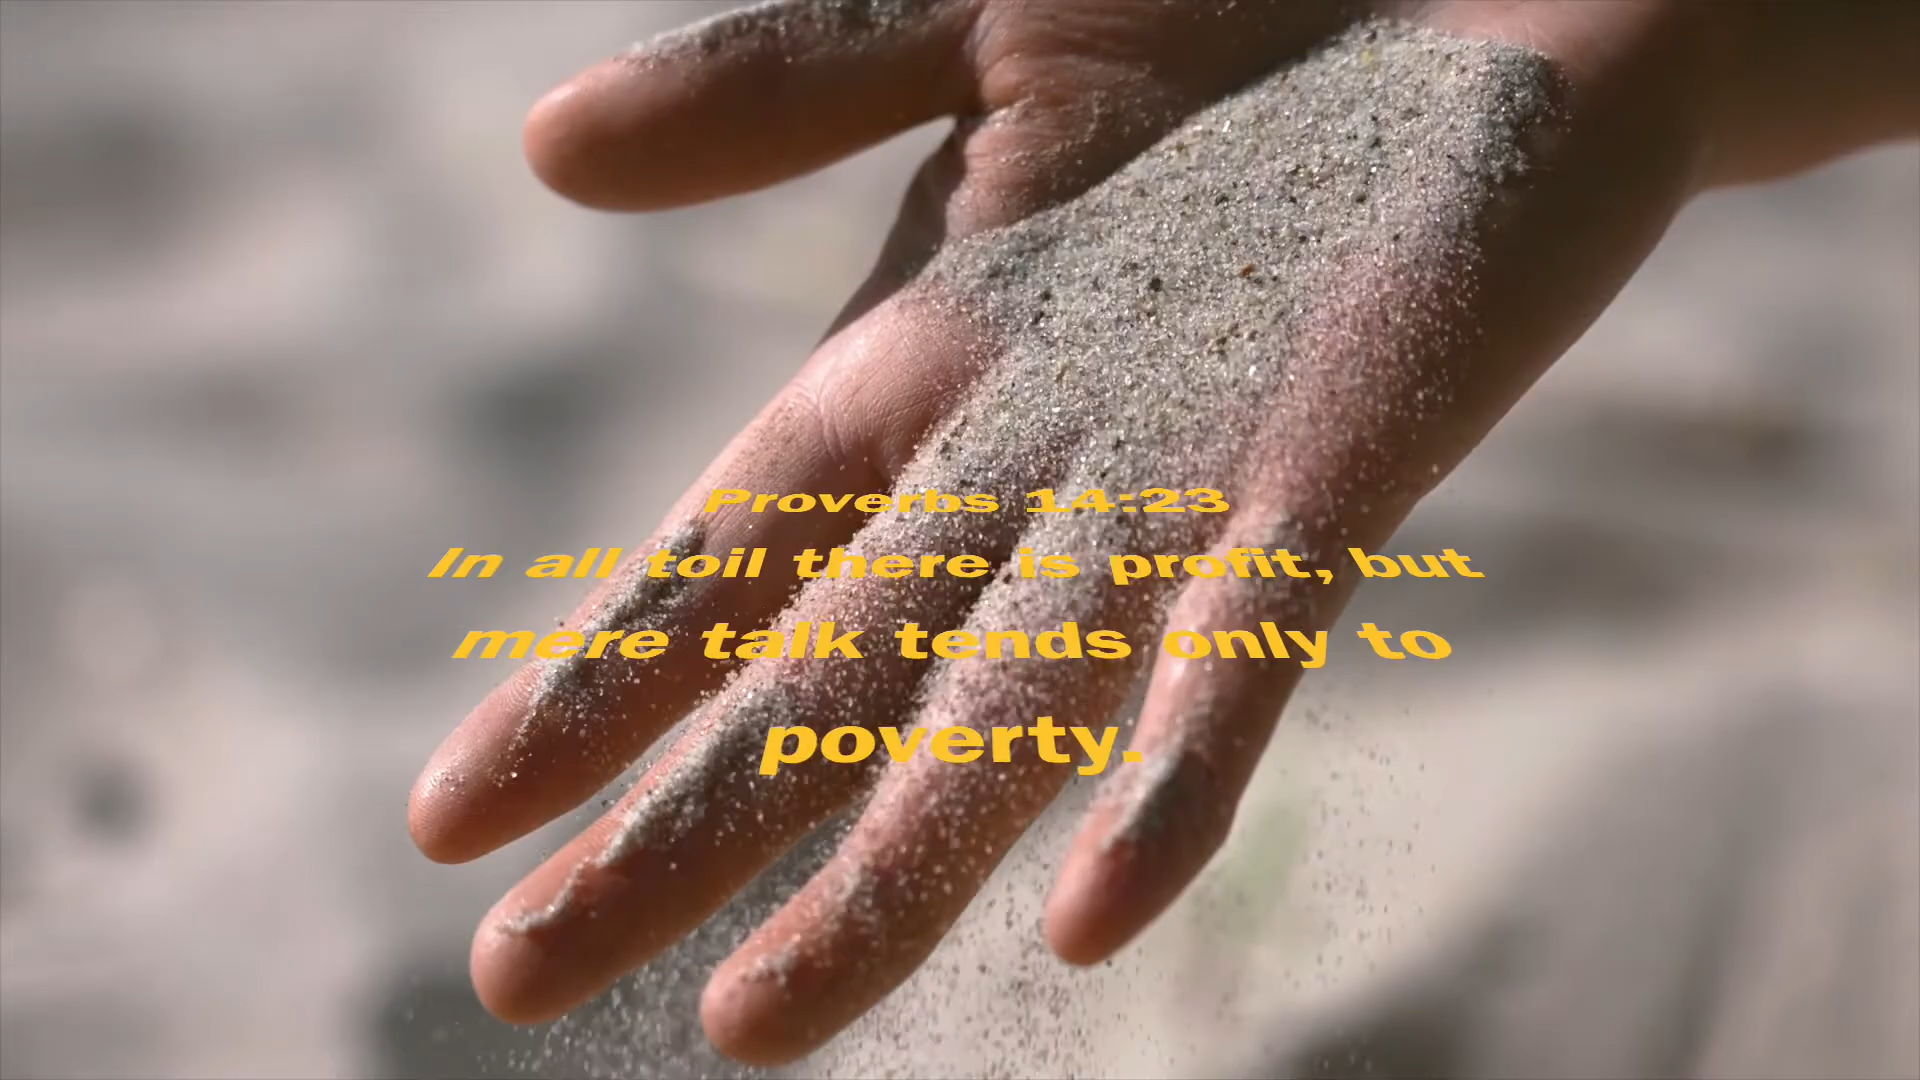 Proverbs 14:23
In all toil there is profit, but
mere talk tends only to
poverty.